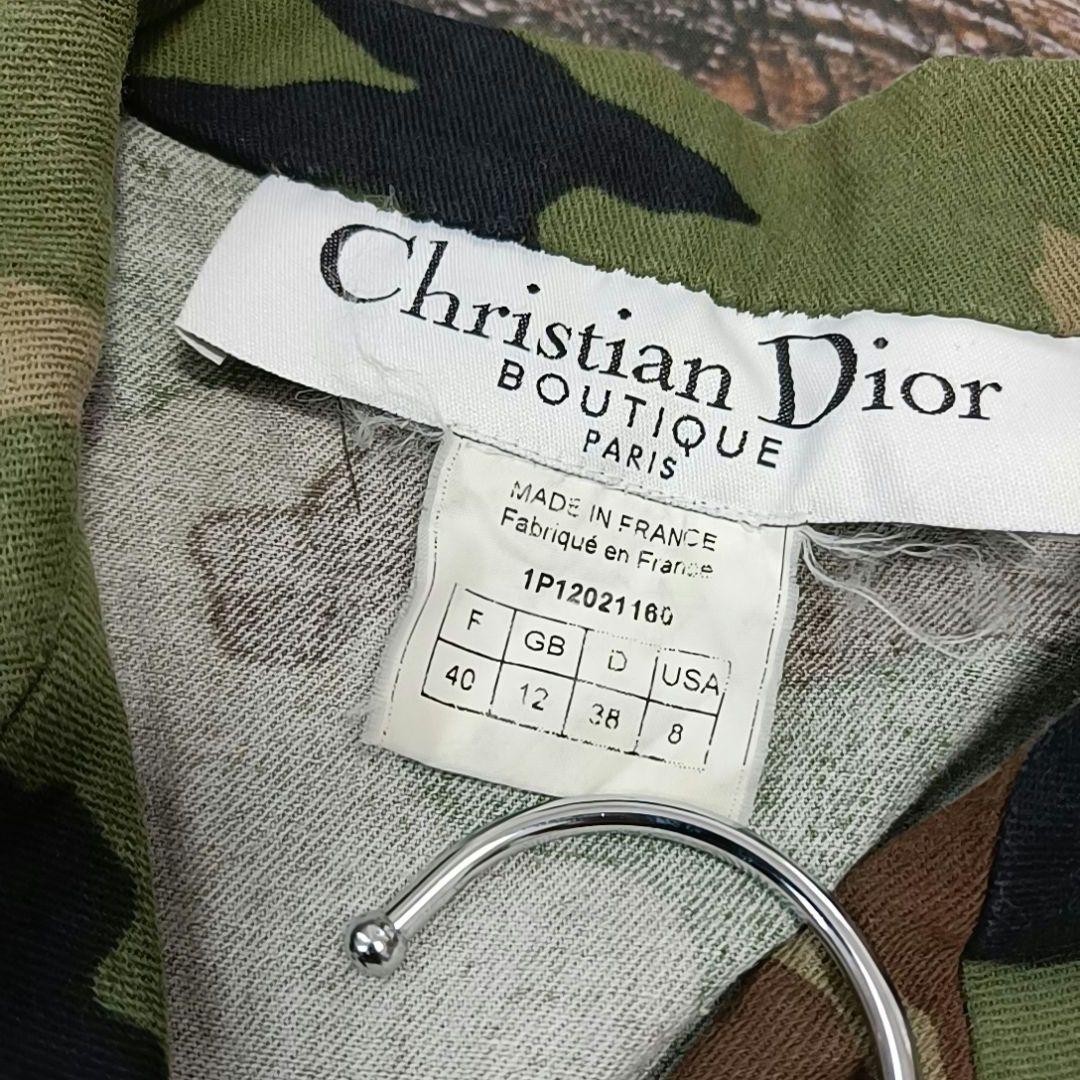 Christian Dior
BOUTIQUE
PARIS
MADE IN FRANCE
Fabriqué en France
1P12021160
F GB D USA
40 12 38 8